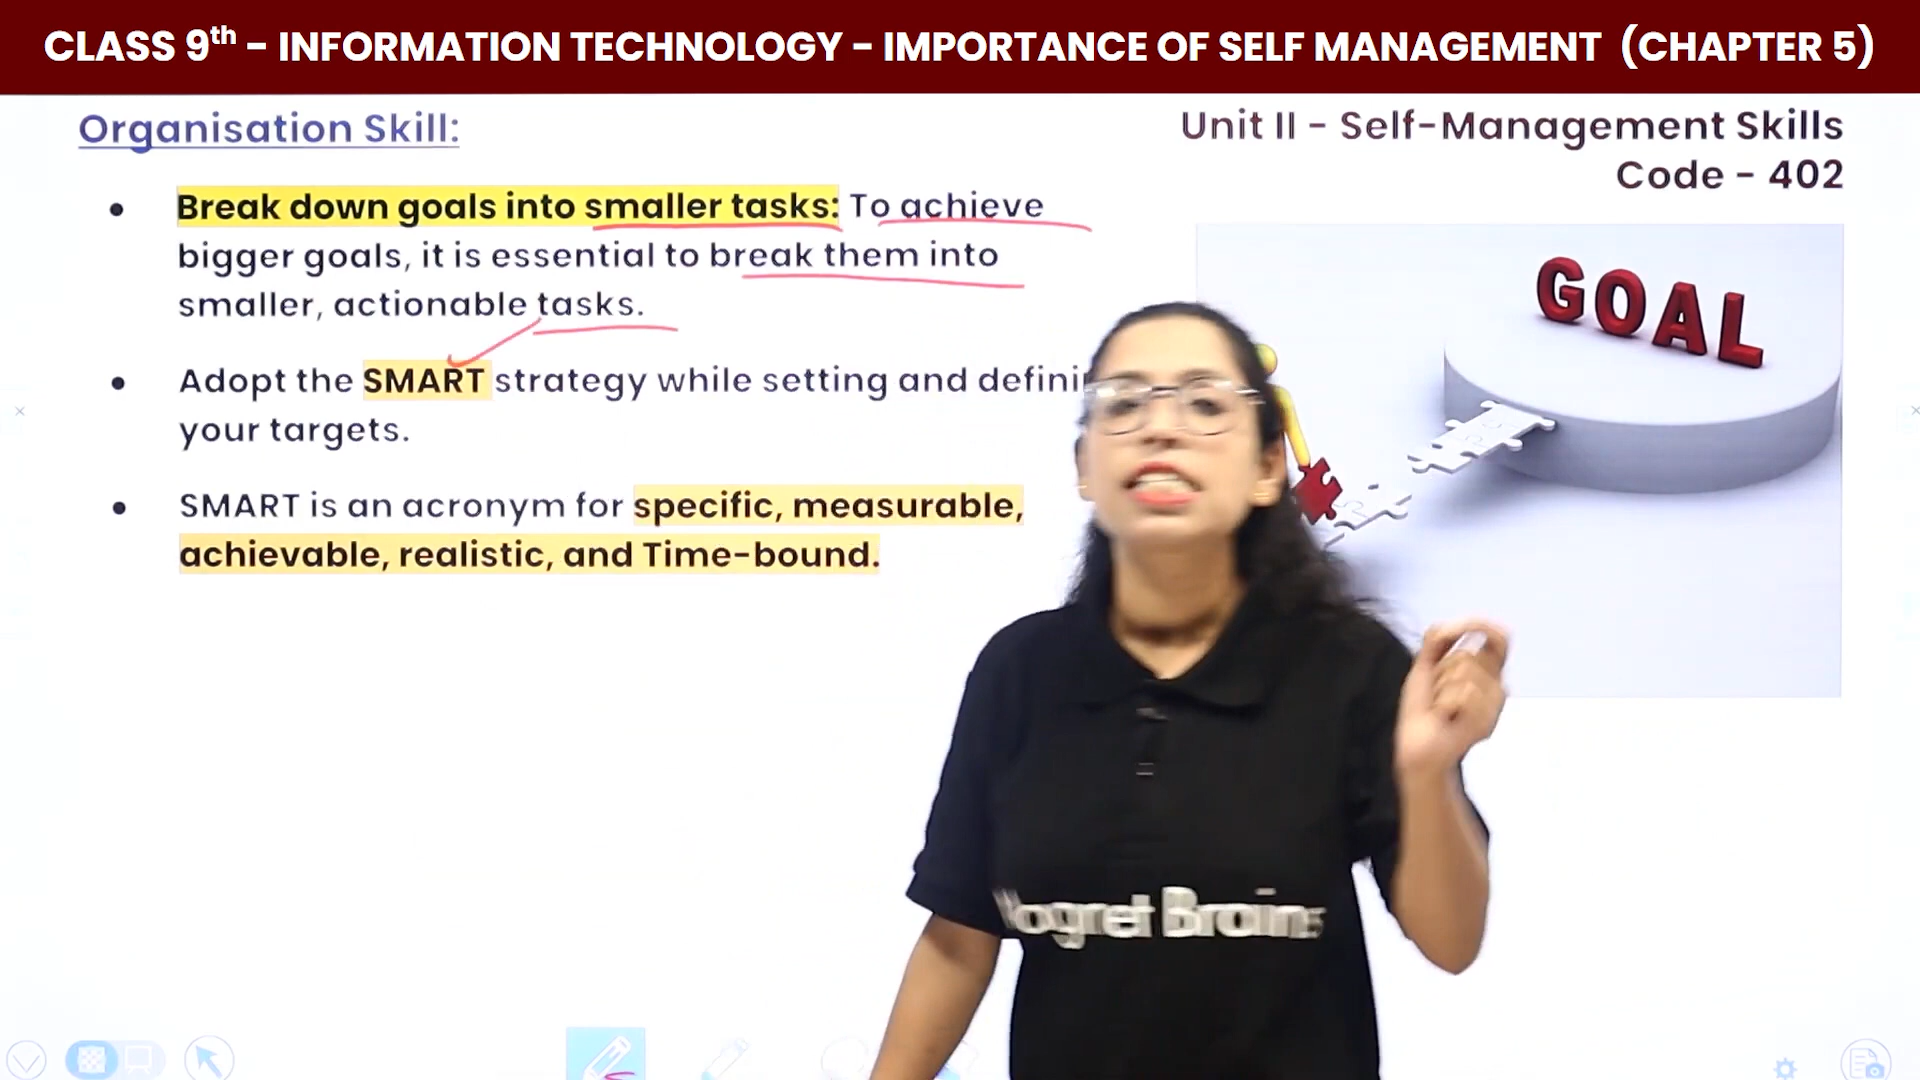 CLASS 9th – INFORMATION TECHNOLOGY – IMPORTANCE OF SELF MANAGEMENT (CHAPTER 5)
Organisation Skill:
Unit II - Self-Management Skills
Code - 402
• Break down goals into smaller tasks: To achieve
bigger goals, it is essential to break them into
smaller, actionable tasks.
• Adopt the SMART strategy while setting and defini
your targets.
• SMART is an acronym for specific, measurable,
achievable, realistic, and Time-bound.
GOAL
Brains